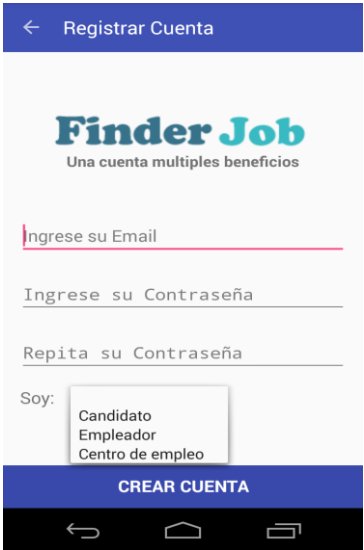 Registrar Cuenta
Finder Job
Una cuenta multiples beneficios
Ingrese su Email
Ingrese su Contraseña
Repita su Contraseña
Soy:
Candidato
Empleador
Centro de empleo
CREAR CUENTA